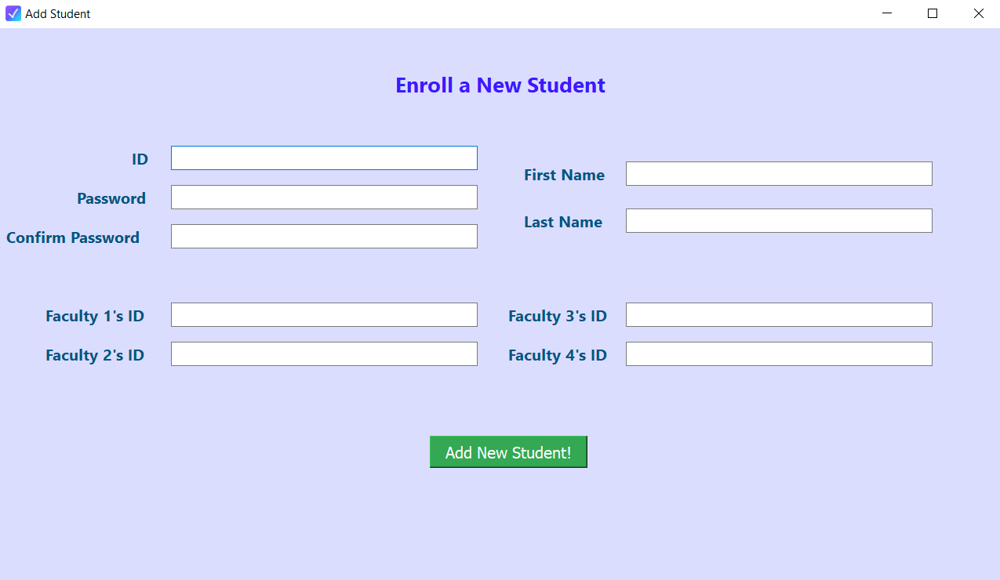 Add Student
Enroll a New Student
ID
Password
Confirm Password
First Name
Last Name
Faculty 1's ID
Faculty 2's ID
Faculty 3's ID
Faculty 4's ID
Add New Student!